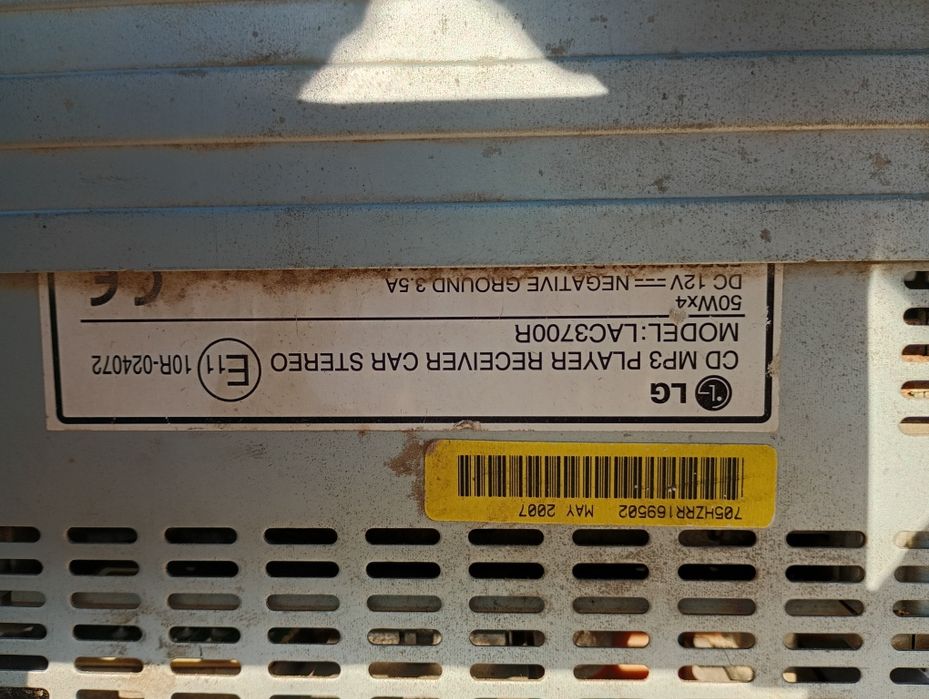 705HZRR169502 MAY 2007
LG
CD MP3 PLAYER RECEIVER CAR STEREO E11 10R-024072
MODEL:LAC3700R
50Wx4
DC 12V NEGATIVE GROUND 3.5A
CE